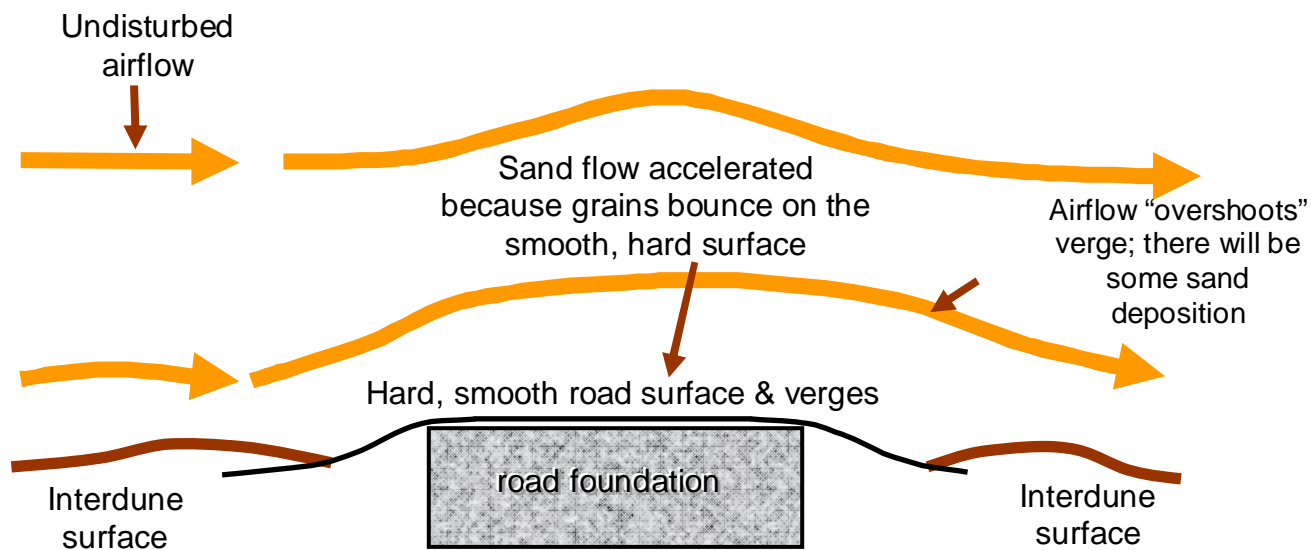 Undisturbed
airflow
Sand flow accelerated
because grains bounce on the
smooth, hard surface
Airflow “overshoots”
verge; there will be
some sand
deposition
Hard, smooth road surface & verges
road foundation
Interdune
surface
Interdune
surface